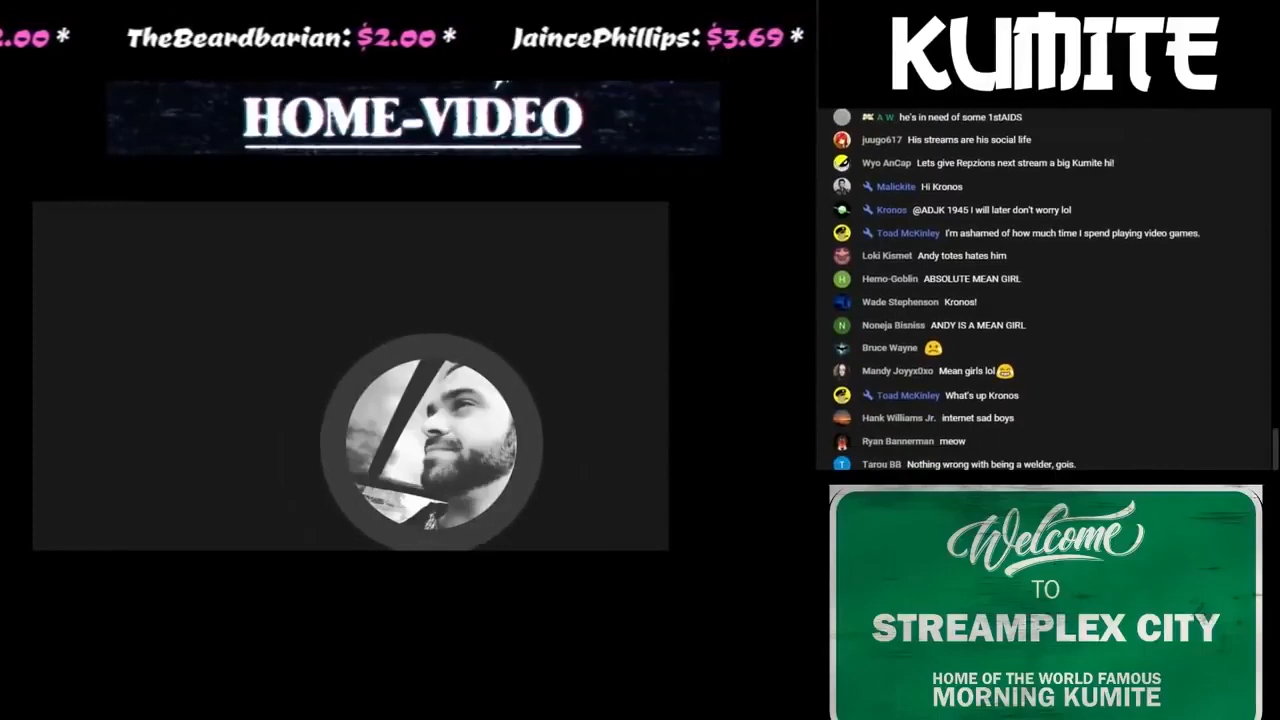 2.00 *
TheBeardbarian: $2.00 *
JaincePhillips: $3.69 *
HOME-VIDEO
KUMITE
A W he's in need of some 1stAIDS
juugo617 His streams are his social life
Wyo AnCap Lets give Repzions next stream a big Kumite hi!
Malickite Hi Kronos
Kronos @ADJK 1945 I will later don't worry lol
Toad McKinley I'm ashamed of how much time I spend playing video games.
Loki Kismet Andy totes hates him
H Hemo-Goblin ABSOLUTE MEAN GIRL
Wade Stephenson Kronos!
N Noneja Bisniss ANDY IS A MEAN GIRL
Bruce Wayne
Mandy Joyyx0xo Mean girls lol
Toad McKinley What's up Kronos
Hank Williams Jr. internet sad boys
Ryan Bannerman meow
T Tarou BB Nothing wrong with being a welder, gois.
Welcome
TO
STREAMPLEX CITY
HOME OF THE WORLD FAMOUS
MORNING KUMITE